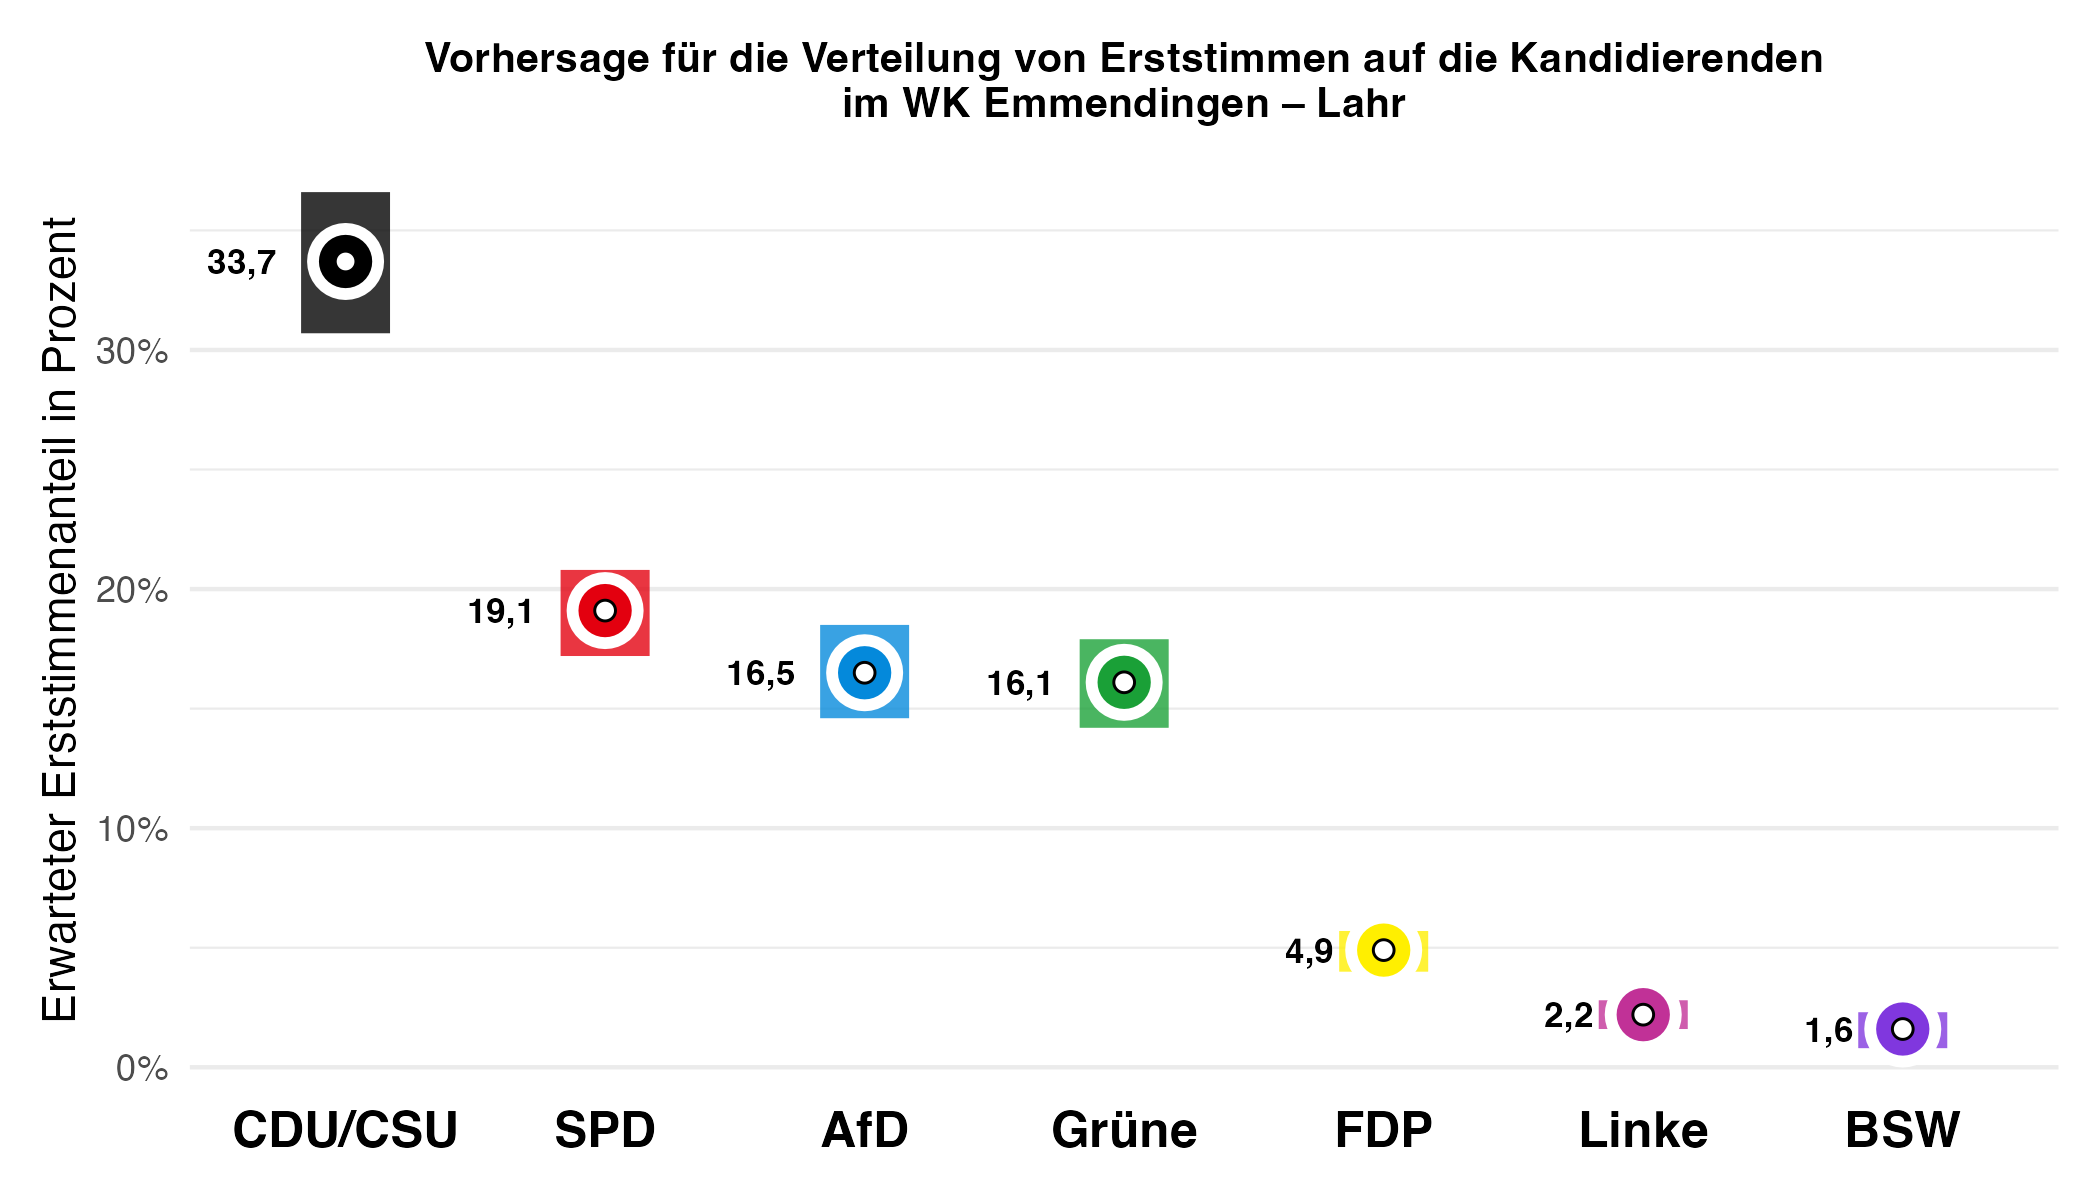 Vorhersage für die Verteilung von Erststimmen auf die Kandidierenden
im WK Emmendingen – Lahr
Erwarteter Erststimmenanteil in Prozent
30%
20%
10%
0%
33,7
19,1
16,5
16,1
4,9
2,2
1,6
CDU/CSU
SPD
AfD
Grüne
FDP
Linke
BSW